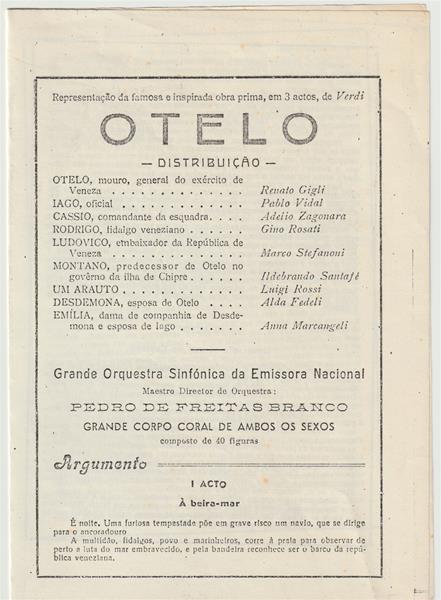 Representação da famosa e inspirada obra prima, em 3 actos, de Verdi
OTELO
— DISTRIBUIÇÃO —
OTELO, mouro, general do exército de
Veneza . . . . . . . . . . . . Renato Gigli
IAGO, oficial . . . . . . . . . . . Pablo Vidal
CASSIO, comandante da esquadra. . . . Adelio Zagonara
RODRIGO, fidalgo veneziano . . . . . . Gino Rosati
LUDOVICO, embaixador da República de
Veneza . . . . . . . . . . . . Marco Stefanoni
MONTANO, predecessor de Otelo no
govêrno da ilha de Chipre . . . . . . Ildebrando Santafé
UM ARAUTO . . . . . . . . . . . Luigi Rossi
DESDEMONA, esposa de Otelo . . . . Alda Fedeli
EMÍLIA, dama de companhia de Desde-
mona e esposa de Iago . . . . . . . Anna Marcangeli
Grande Orquestra Sinfónica da Emissora Nacional
Maestro Director de Orquestra:
PEDRO DE FREITAS BRANCO
GRANDE CORPO CORAL DE AMBOS OS SEXOS
composto de 40 figuras
Argumento
I ACTO
À beira-mar
É noite. Uma furiosa tempestade põe em grave risco um navio, que se dirige
para o ancoradouro
A multidão, fidalgos, povo e marinheiros, corre à praia para observar de
perto a luta do mar embravecido, e pela bandeira reconhece ser o barco da repú-
blica veneziana.